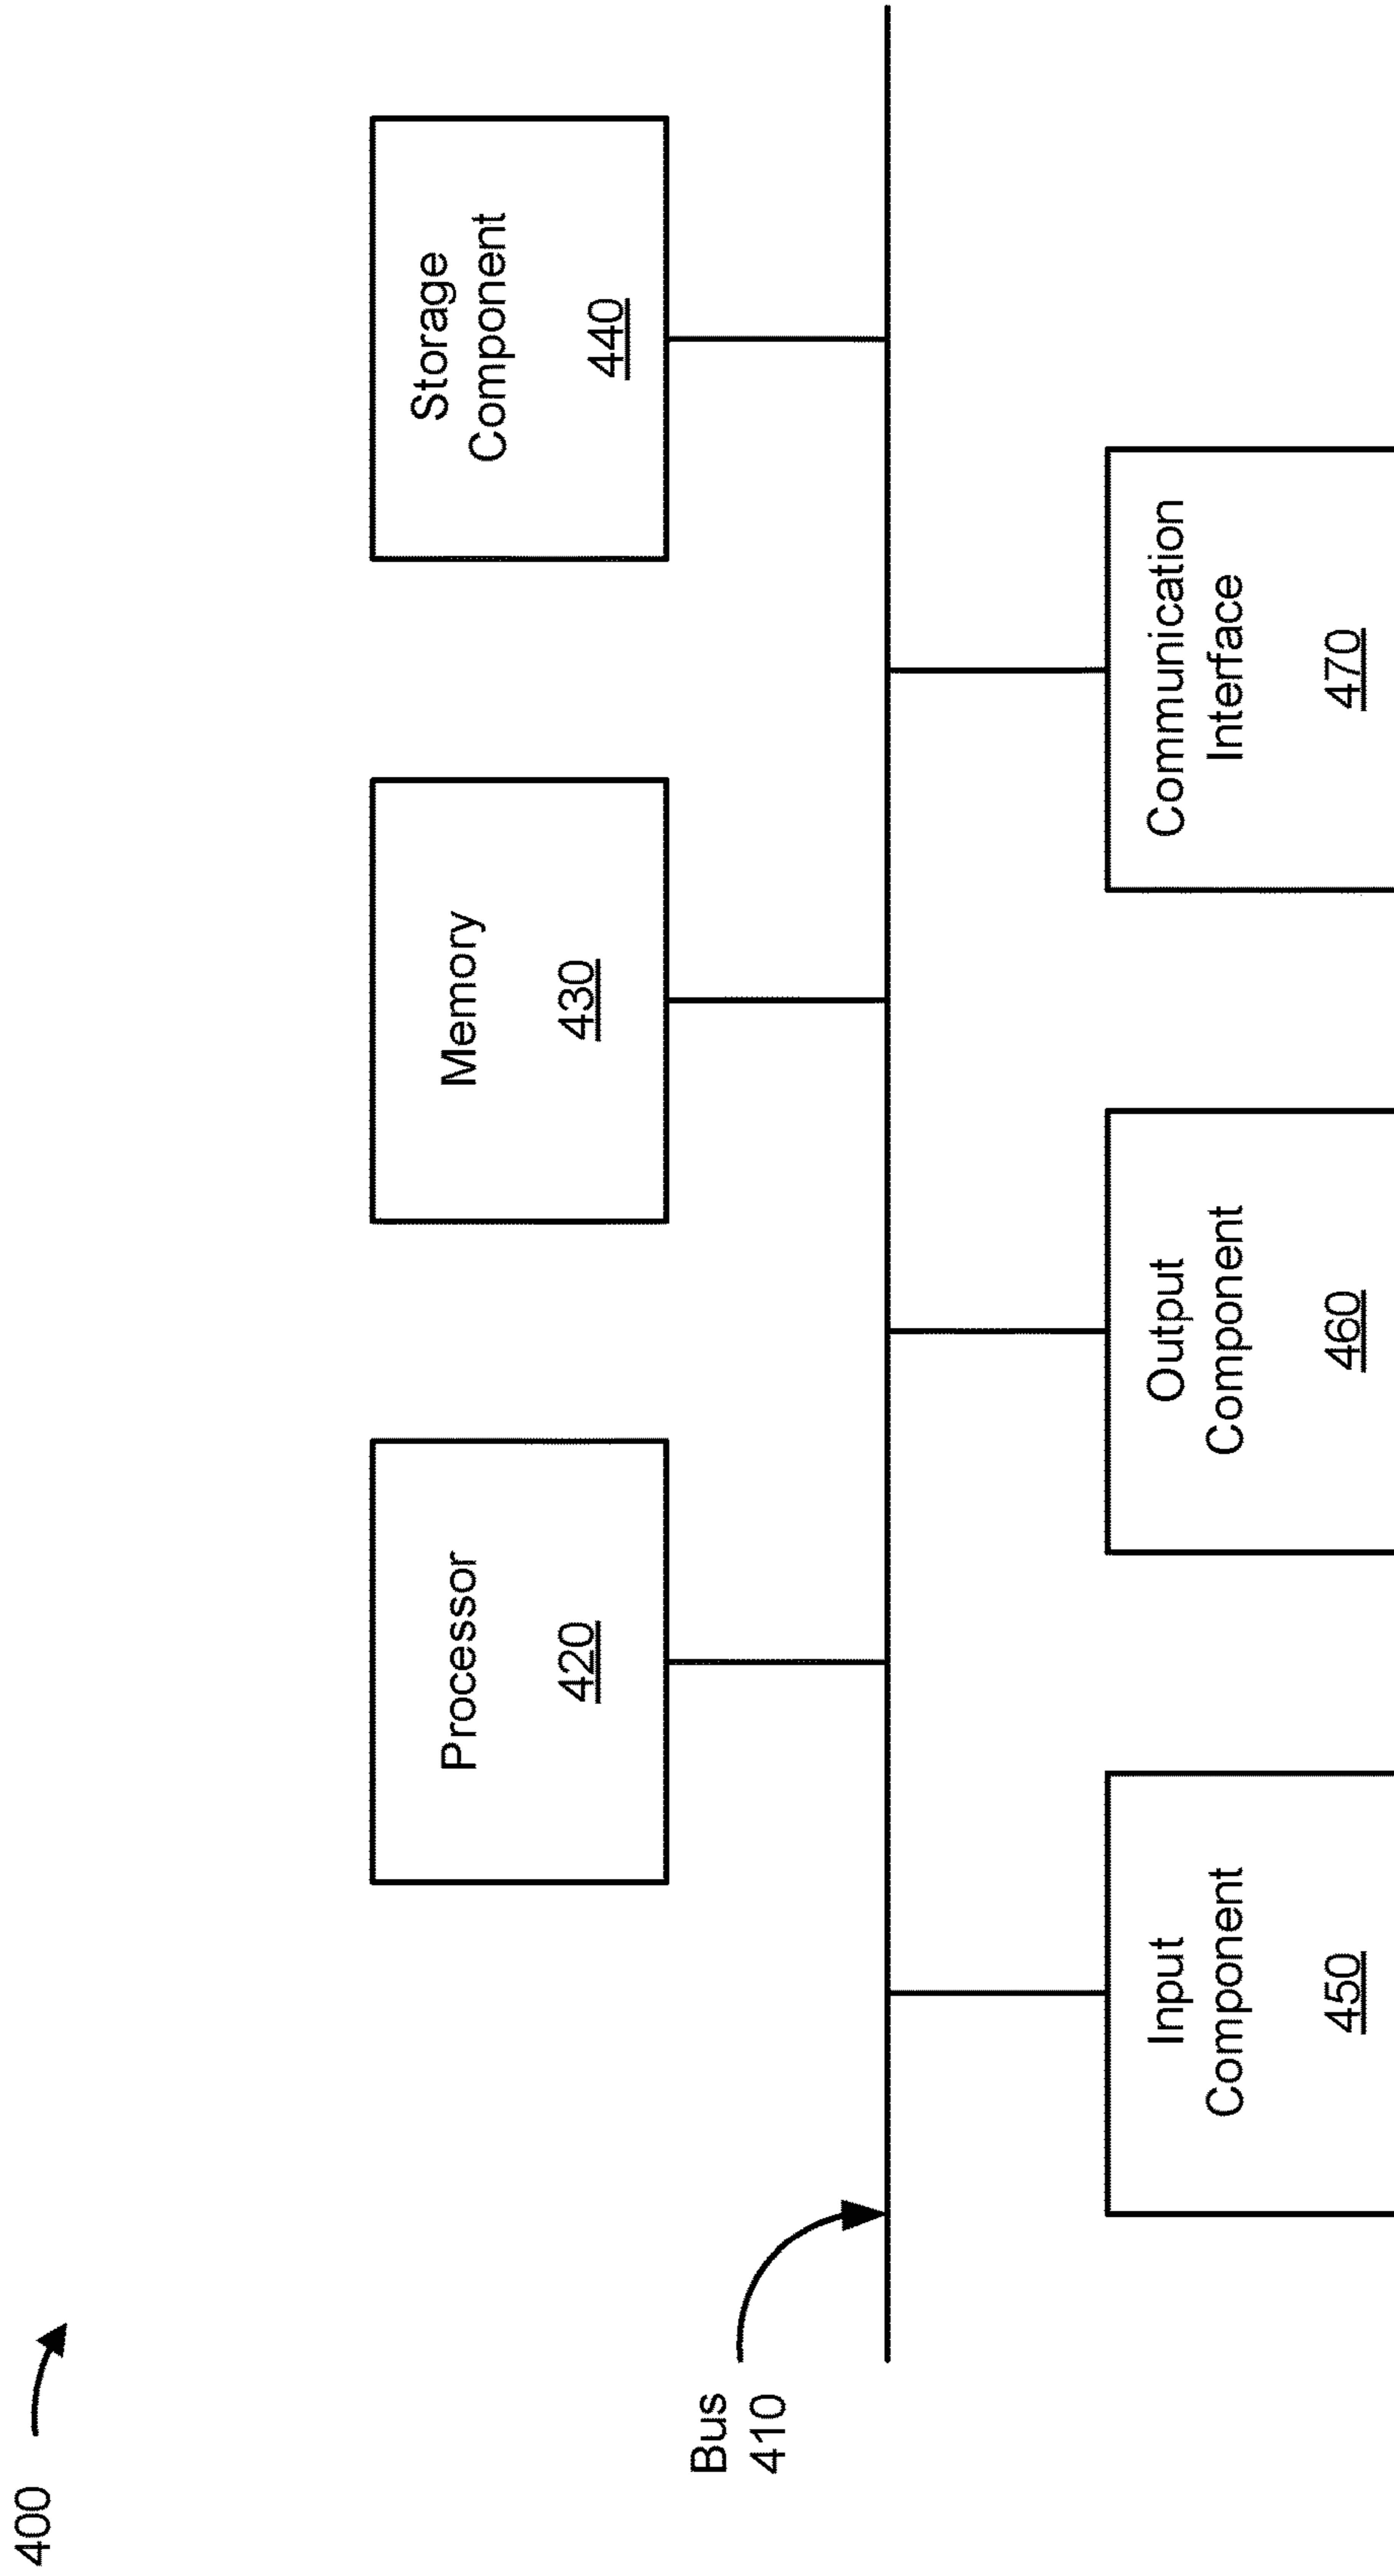 400
Processor
420
Memory
430
Storage
Component
440
Bus
410
Input
Component
450
Output
Component
460
Communication
Interface
470